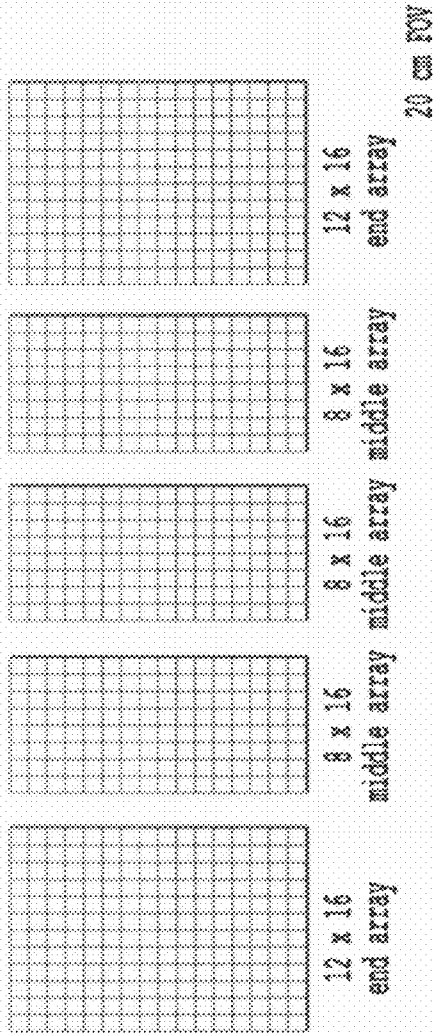 12 x 16
end array
8 x 16
middle array
8 x 16
middle array
8 x 16
middle array
12 x 16
end array
20 cm FOV